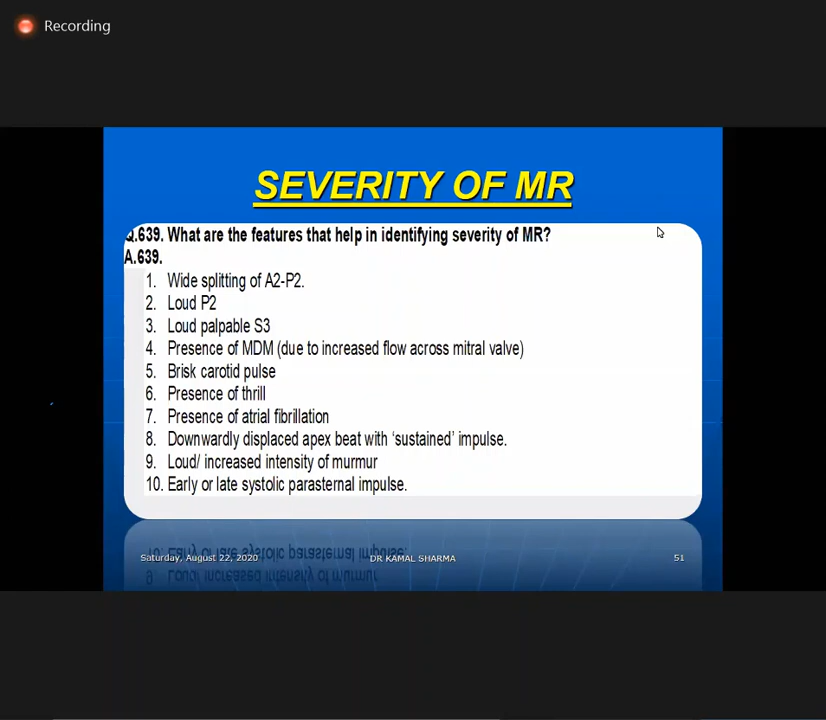 Recording
SEVERITY OF MR
Q.639. What are the features that help in identifying severity of MR?
A.639.
1. Wide splitting of A2-P2.
2. Loud P2
3. Loud palpable S3
4. Presence of MDM (due to increased flow across mitral valve)
5. Brisk carotid pulse
6. Presence of thrill
7. Presence of atrial fibrillation
8. Downwardly displaced apex beat with ‘sustained’ impulse.
9. Loud/ increased intensity of murmur
10. Early or late systolic parasternal impulse.
Saturday, August 22, 2020
DR KAMAL SHARMA
51